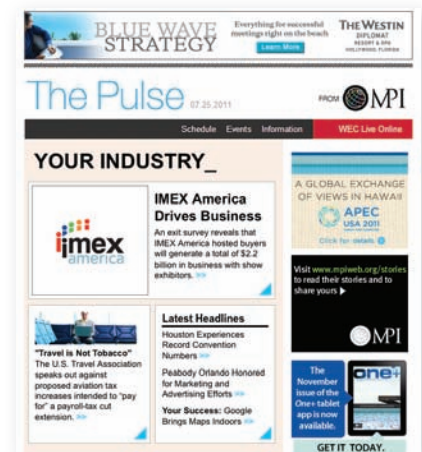 BLUE WAVE
STRATEGY
Everything for successful
meetings right on the beach
Learn More
THE WESTIN
DIPLOMAT
RESORT & SPA
HOLLYWOOD, FLORIDA
The Pulse 07.25.2011
FROM MPI
Schedule Events Information WEC Live Online
YOUR INDUSTRY_
imex
america
IMEX America
Drives Business
An exit survey reveals that
IMEX America hosted buyers
will generate a total of $2.2
billion in business with show
exhibitors. >>
"Travel is Not Tobacco"
The U.S. Travel Association
speaks out against
proposed aviation tax
increases intended to "pay
for" a payroll-tax cut
extension. >>
Latest Headlines
Houston Experiences
Record Convention
Numbers >>
Peabody Orlando Honored
for Marketing and
Advertising Efforts >>
Your Success: Google
Brings Maps Indoors >>
A GLOBAL EXCHANGE
OF VIEWS IN HAWAII
APEC
USA 2011
Click for details
Visit www.mpiweb.org/stories
to read their stories and to
share yours
MPI
The
November
issue of the
One+ tablet
app is now
available.
one+
GET IT TODAY.